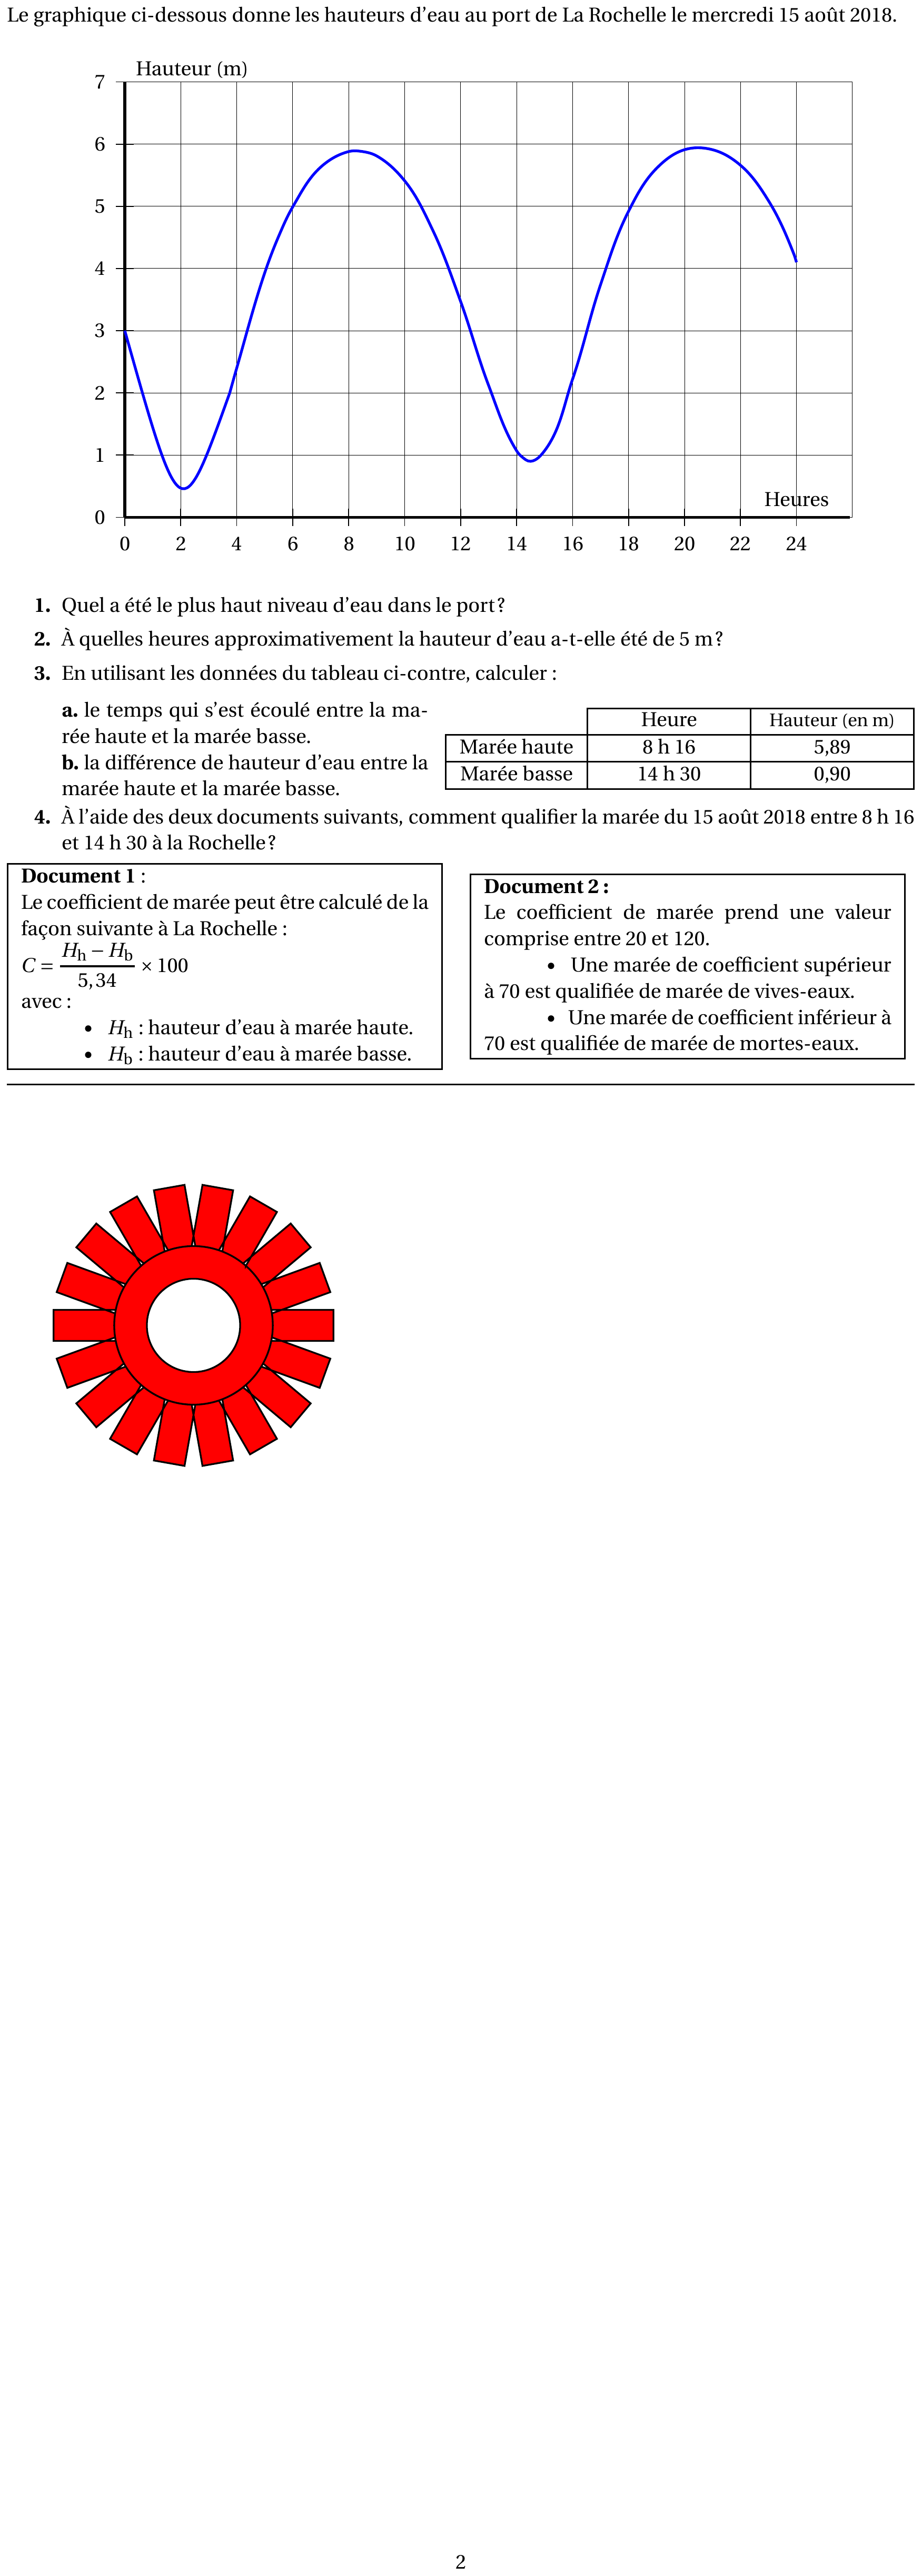 Le graphique ci-dessous donne les hauteurs d'eau au port de La Rochelle le mercredi 15 août 2018.
Hauteur (m)
7
6
5
4
3
2
1
0
Heures
0 2 4 6 8 10 12 14 16 18 20 22 24
1. Quel a été le plus haut niveau d'eau dans le port ?
2. À quelles heures approximativement la hauteur d'eau a-t-elle été de 5 m ?
3. En utilisant les données du tableau ci-contre, calculer :
a. le temps qui s'est écoulé entre la ma-
rée haute et la marée basse.
b. la différence de hauteur d'eau entre la
marée haute et la marée basse.
Heure Hauteur (en m)
Marée haute 8 h 16 5,89
Marée basse 14 h 30 0,90
4. À l'aide des deux documents suivants, comment qualifier la marée du 15 août 2018 entre 8 h 16
et 14 h 30 à la Rochelle ?
Document 1 :
Le coefficient de marée peut être calculé de la
façon suivante à La Rochelle :
C = (Hh − Hb) / 5,34 × 100
avec :
• Hh : hauteur d'eau à marée haute.
• Hb : hauteur d'eau à marée basse.
Document 2 :
Le coefficient de marée prend une valeur
comprise entre 20 et 120.
• Une marée de coefficient supérieur
à 70 est qualifiée de marée de vives-eaux.
• Une marée de coefficient inférieur à
70 est qualifiée de marée de mortes-eaux.
2